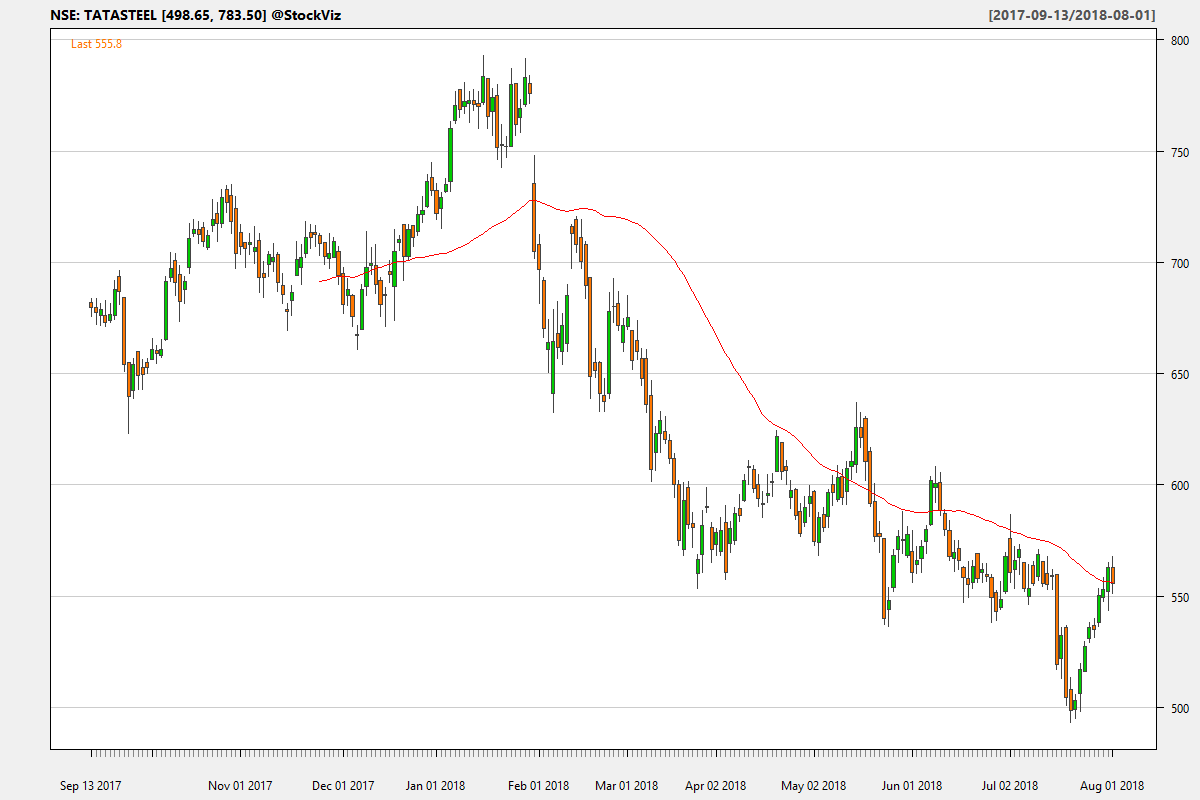 NSE: TATASTEEL [498.65, 783.50] @StockViz
[2017-09-13/2018-08-01]
Last 555.8
800
750
700
650
600
550
500
Sep 13 2017
Nov 01 2017
Dec 01 2017
Jan 01 2018
Feb 01 2018
Mar 01 2018
Apr 02 2018
May 02 2018
Jun 01 2018
Jul 02 2018
Aug 01 2018